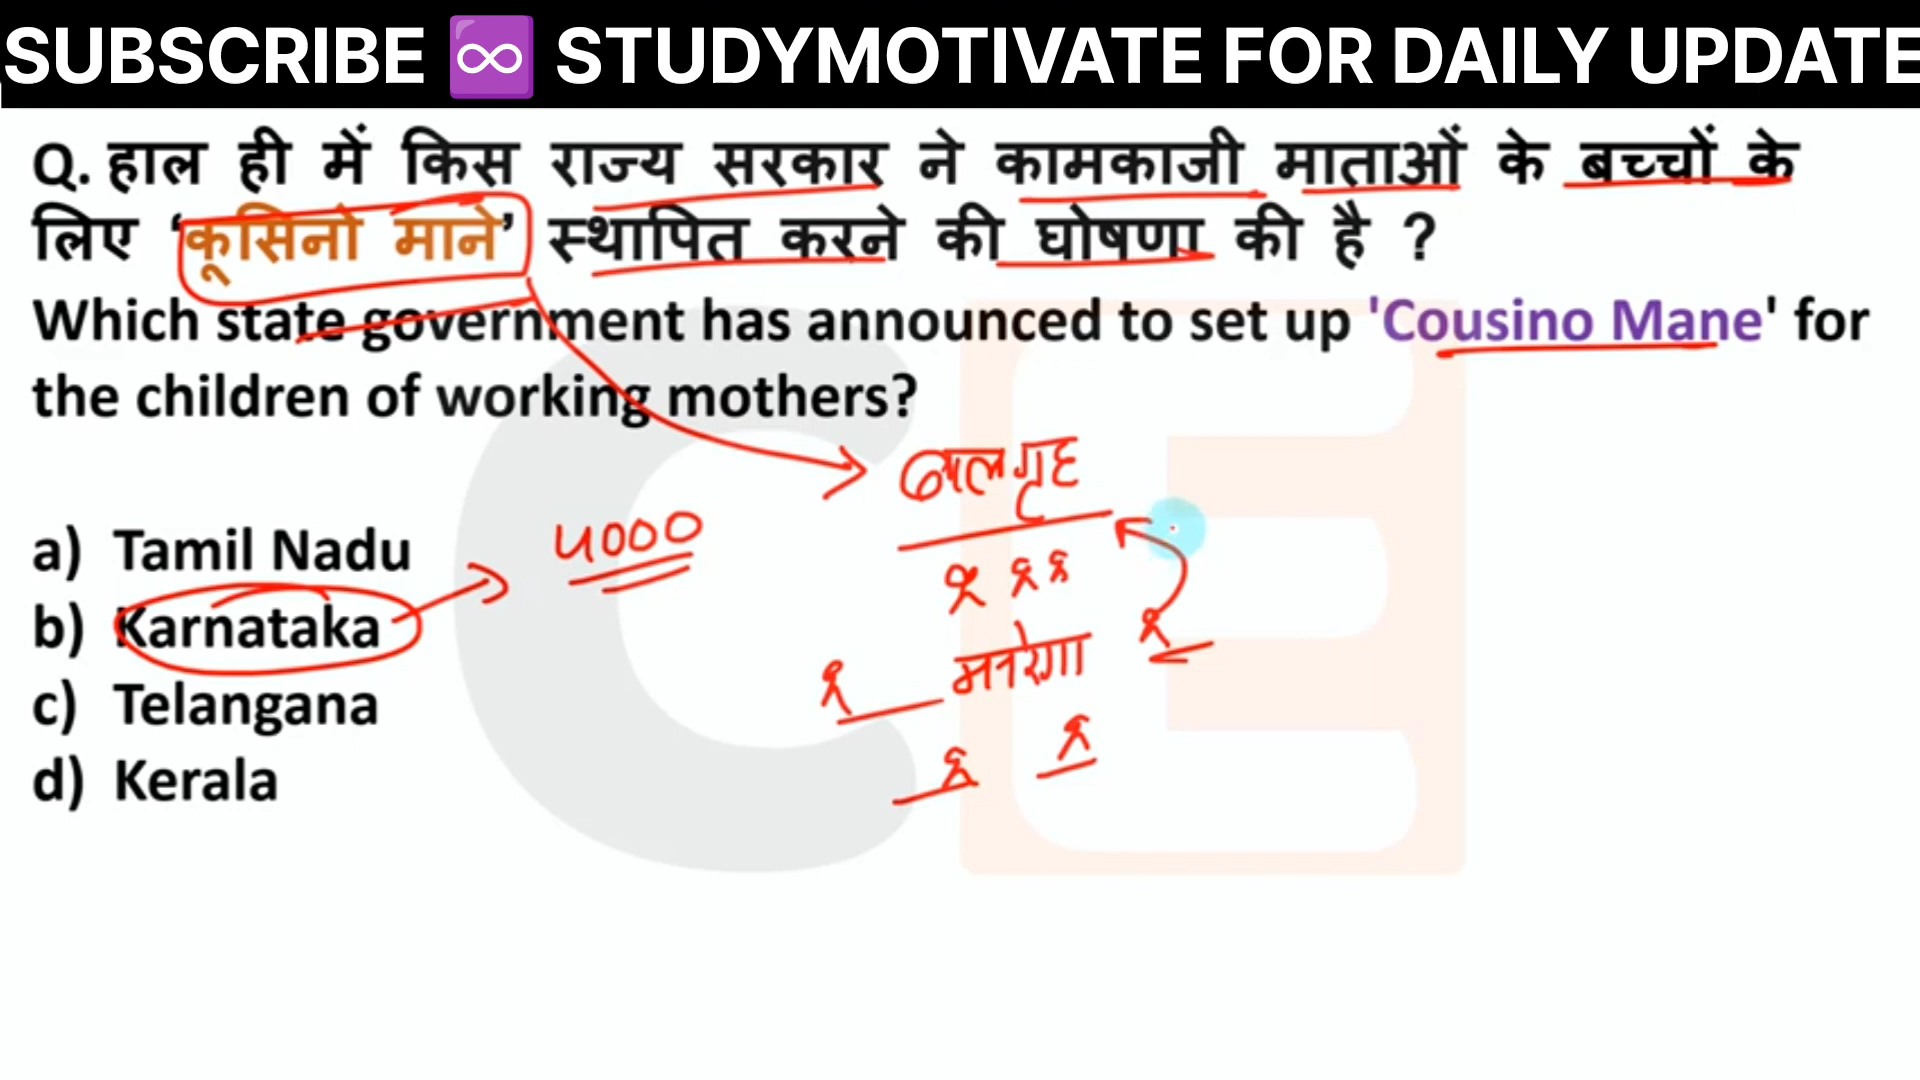 SUBSCRIBE ♾️ STUDYMOTIVATE FOR DAILY UPDATE
Q. हाल ही में किस राज्य सरकार ने कामकाजी माताओं के बच्चों के
लिए ‘कूसिनो माने’ स्थापित करने की घोषणा की है ?
Which state government has announced to set up 'Cousino Mane' for
the children of working mothers?
बालगृह
a) Tamil Nadu
4000
b) Karnataka
मनरेगा
c) Telangana
d) Kerala
CE